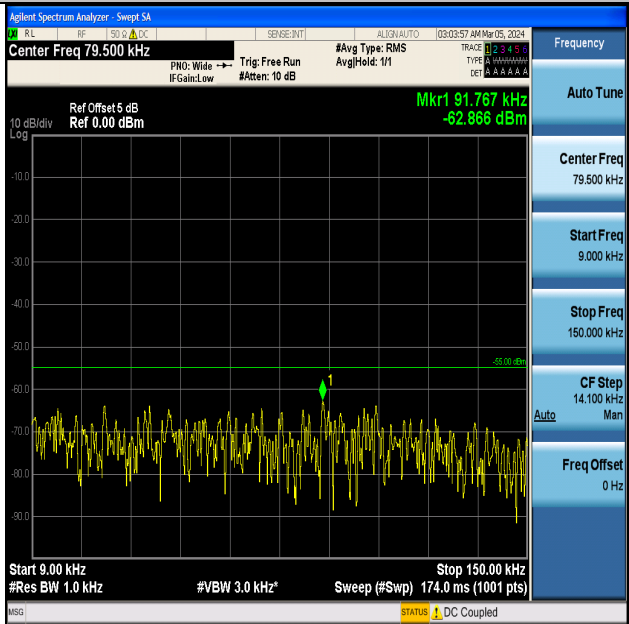 Agilent Spectrum Analyzer - Swept SA
RL RF 50 Ω DC SENSE:INT ALIGN AUTO 03:03:57 AM Mar 05, 2024
Center Freq 79.500 kHz
PNO: Wide
IFGain:Low
Trig: Free Run
#Atten: 10 dB
#Avg Type: RMS
Avg|Hold: 1/1
TRACE 1 2 3 4 5 6
TYPE A
DET A A A A A A
Frequency
Ref Offset 5 dB
10 dB/div Ref 0.00 dBm
Log
Mkr1 91.767 kHz
-62.866 dBm
-10.0
-20.0
-30.0
-40.0
-50.0
-55.00 dBm
-60.0
1
-70.0
-80.0
-90.0
Start 9.00 kHz Stop 150.00 kHz
#Res BW 1.0 kHz #VBW 3.0 kHz* Sweep (#Swp) 174.0 ms (1001 pts)
Auto Tune
Center Freq
79.500 kHz
Start Freq
9.000 kHz
Stop Freq
150.000 kHz
CF Step
14.100 kHz
Auto Man
Freq Offset
0 Hz
MSG STATUS DC Coupled